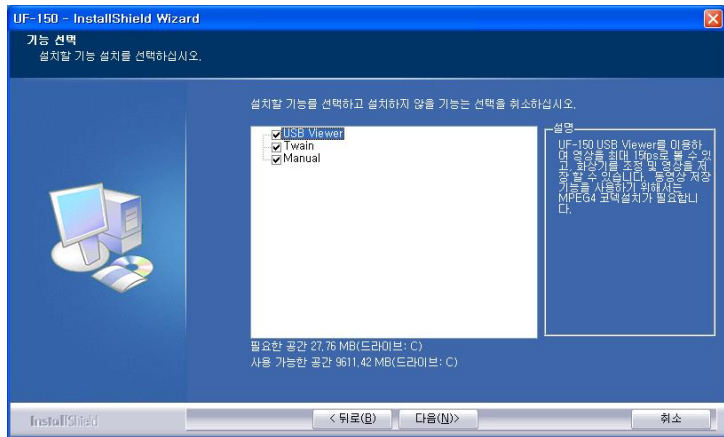 UF-150 - InstallShield Wizard
기능 선택
설치할 기능 설치를 선택하십시오.
설치할 기능를 선택하고 설치하지 않을 기능는 선택을 취소하십시오.
USB Viewer
Twain
Manual
설명
UF-150 USB Viewer를 이용하
여 영상을 최대 15fps로 볼 수 있
고, 화상기를 조정 및 영상을 저
장 할 수 있습니다. 동영상 저장
기능을 사용하기 위해서는
MPEG4 코덱설치가 필요합니
다.
필요한 공간 27.76 MB(드라이브: C)
사용 가능한 공간 9611.42 MB(드라이브: C)
InstallShield
< 뒤로(B)
다음(N)>
취소